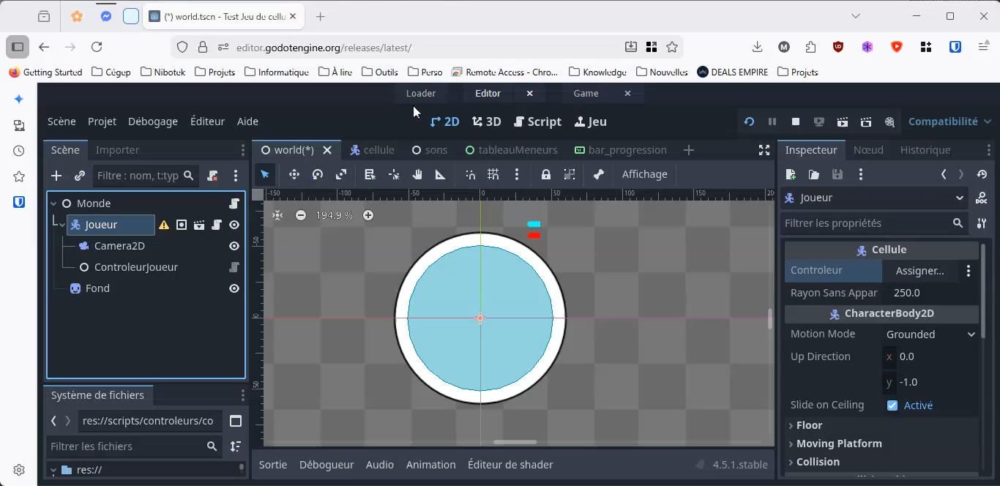 (*) world.tscn - Test Jeu de cellu
editor.godotengine.org/releases/latest/
Getting Started Cégep Nibotek Projets Informatique À lire Outils Perso Remote Access - Chro... Knowledge Nouvelles DEALS EMPIRE Projets
Loader Editor Game
Scène Projet Débogage Éditeur Aide 2D 3D Script Jeu Compatibilité
Scène Importer
world(*) cellule sons tableauMeneurs bar_progression
Inspecteur Nœud Historique
Filtre : nom, t:typ
Affichage
-150 -100 -50 0 50 100 150 20
Monde
Joueur
Camera2D
ControleurJoueur
Fond
194.9 %
50
0
50
Joueur
Filtrer les propriétés
Cellule
Controleur Assigner...
Rayon Sans Appar 250.0
CharacterBody2D
Motion Mode Grounded
Up Direction x 0.0
y -1.0
Slide on Ceiling Activé
Floor
Moving Platform
Collision
Système de fichiers
res://scripts/controleurs/co
Filtrer les fichiers
res://
Sortie Débogueur Audio Animation Éditeur de shader 4.5.1.stable